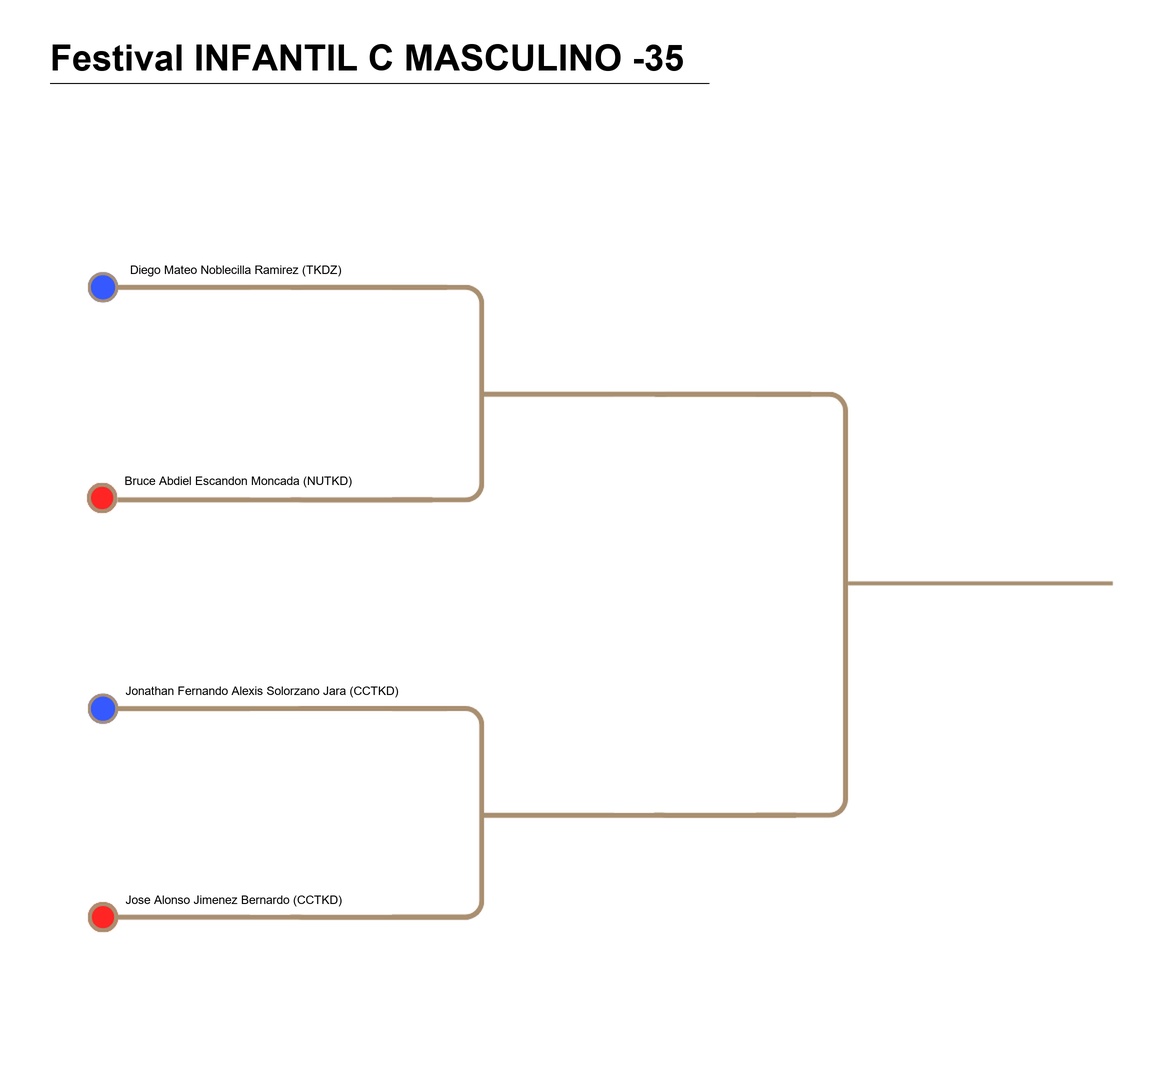 Festival INFANTIL C MASCULINO -35
Diego Mateo Noblecilla Ramirez (TKDZ)
Bruce Abdiel Escandon Moncada (NUTKD)
Jonathan Fernando Alexis Solorzano Jara (CCTKD)
Jose Alonso Jimenez Bernardo (CCTKD)